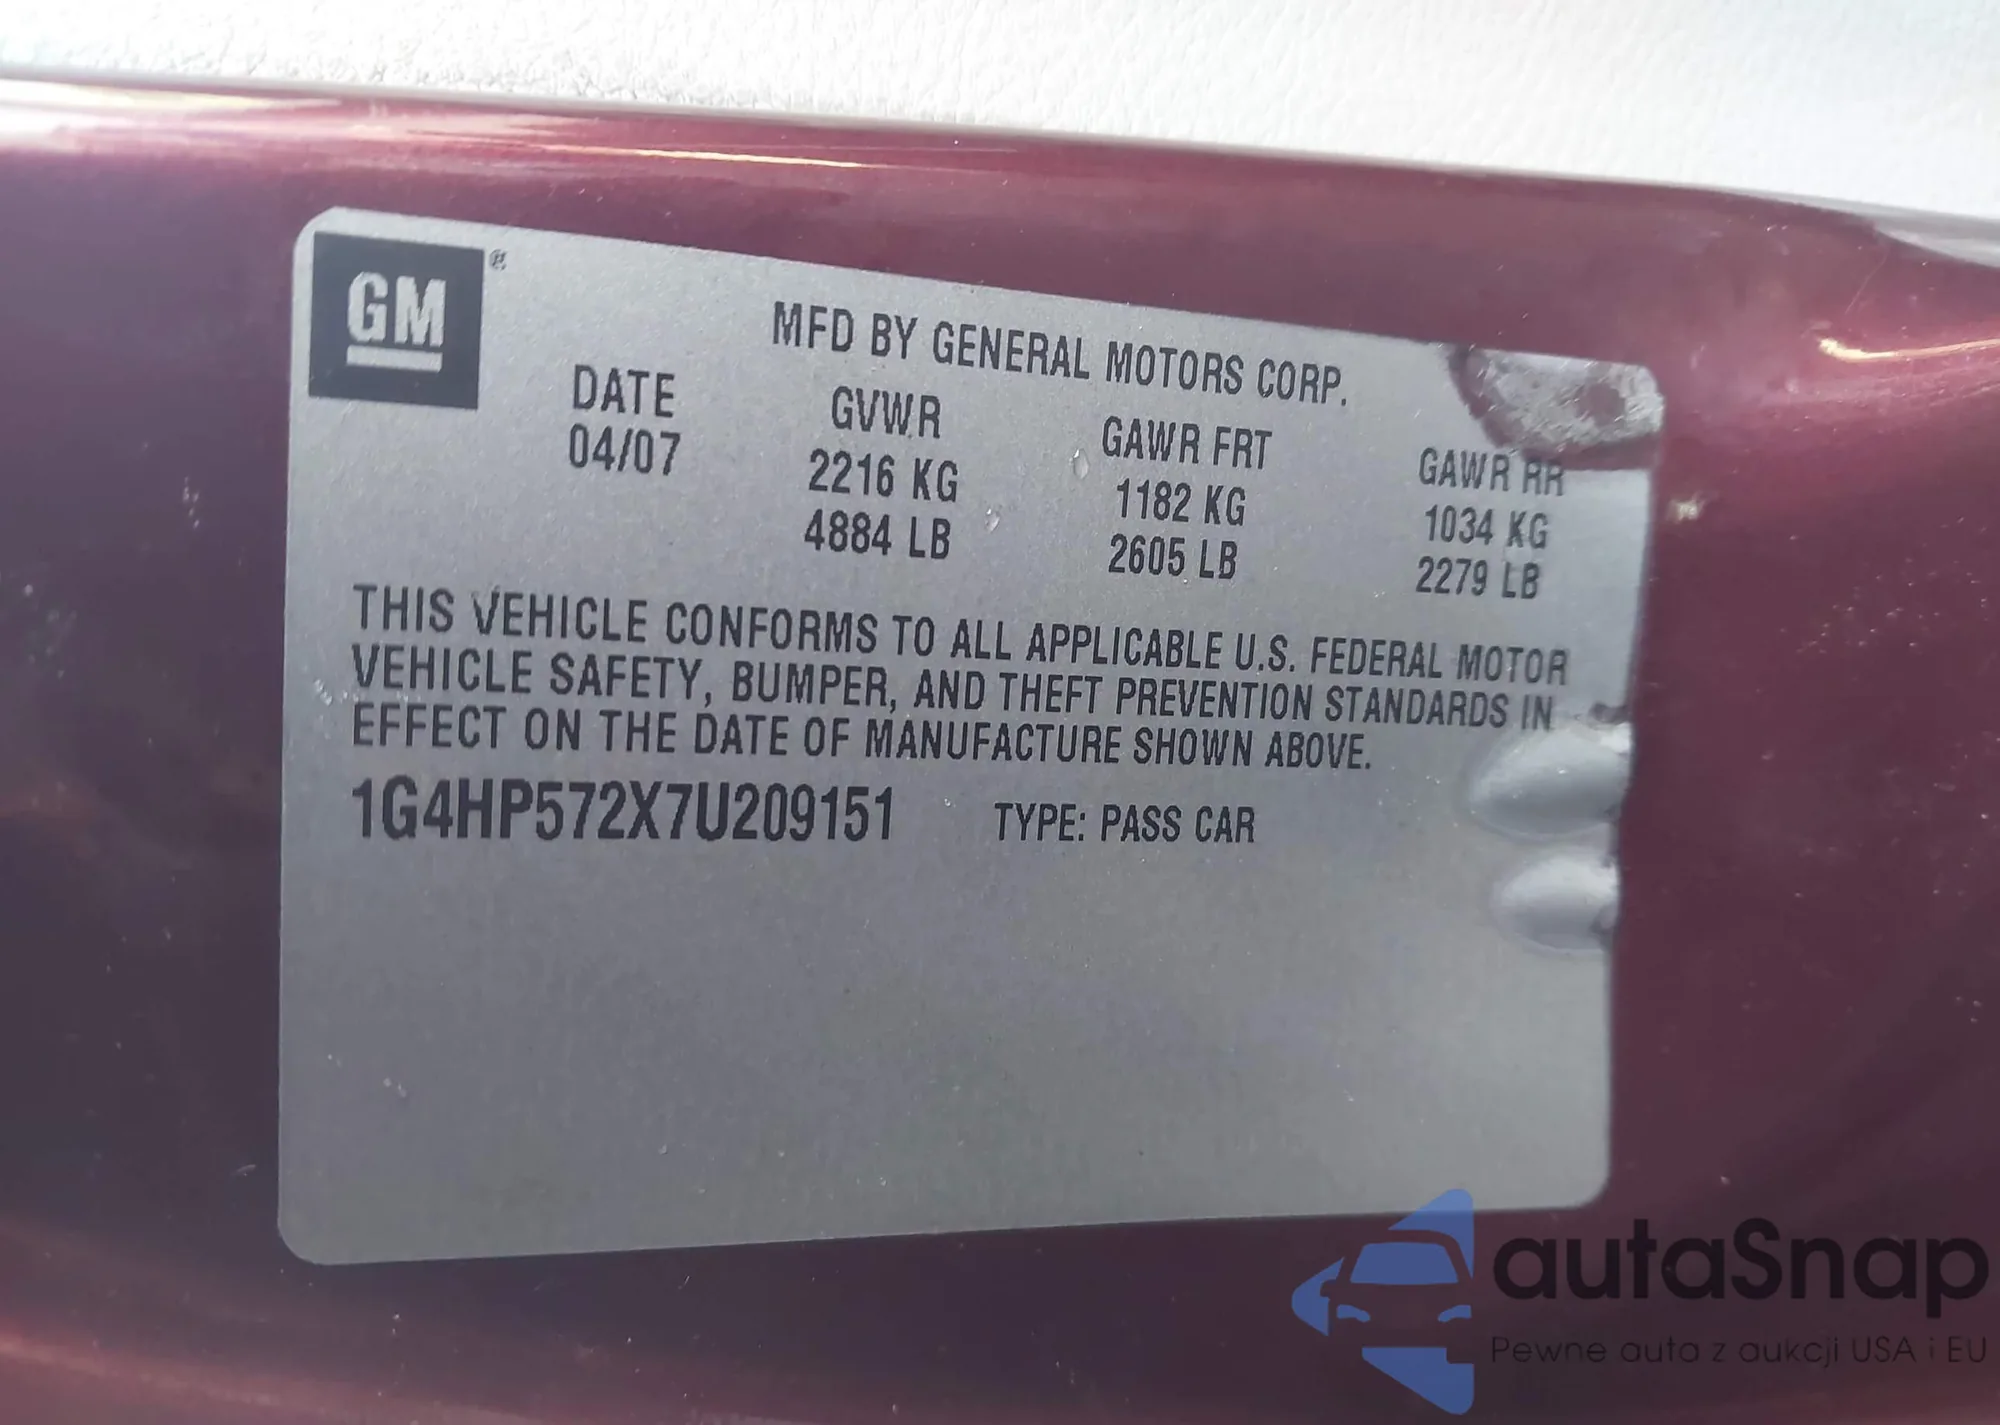 GM ®
MFD BY GENERAL MOTORS CORP.
DATE GVWR GAWR FRT GAWR RR
04/07 2216 KG 1182 KG 1034 KG
4884 LB 2605 LB 2279 LB
THIS VEHICLE CONFORMS TO ALL APPLICABLE U.S. FEDERAL MOTOR
VEHICLE SAFETY, BUMPER, AND THEFT PREVENTION STANDARDS IN
EFFECT ON THE DATE OF MANUFACTURE SHOWN ABOVE.
1G4HP572X7U209151 TYPE: PASS CAR
autaSnap
Pewne auta z aukcji USA i EU